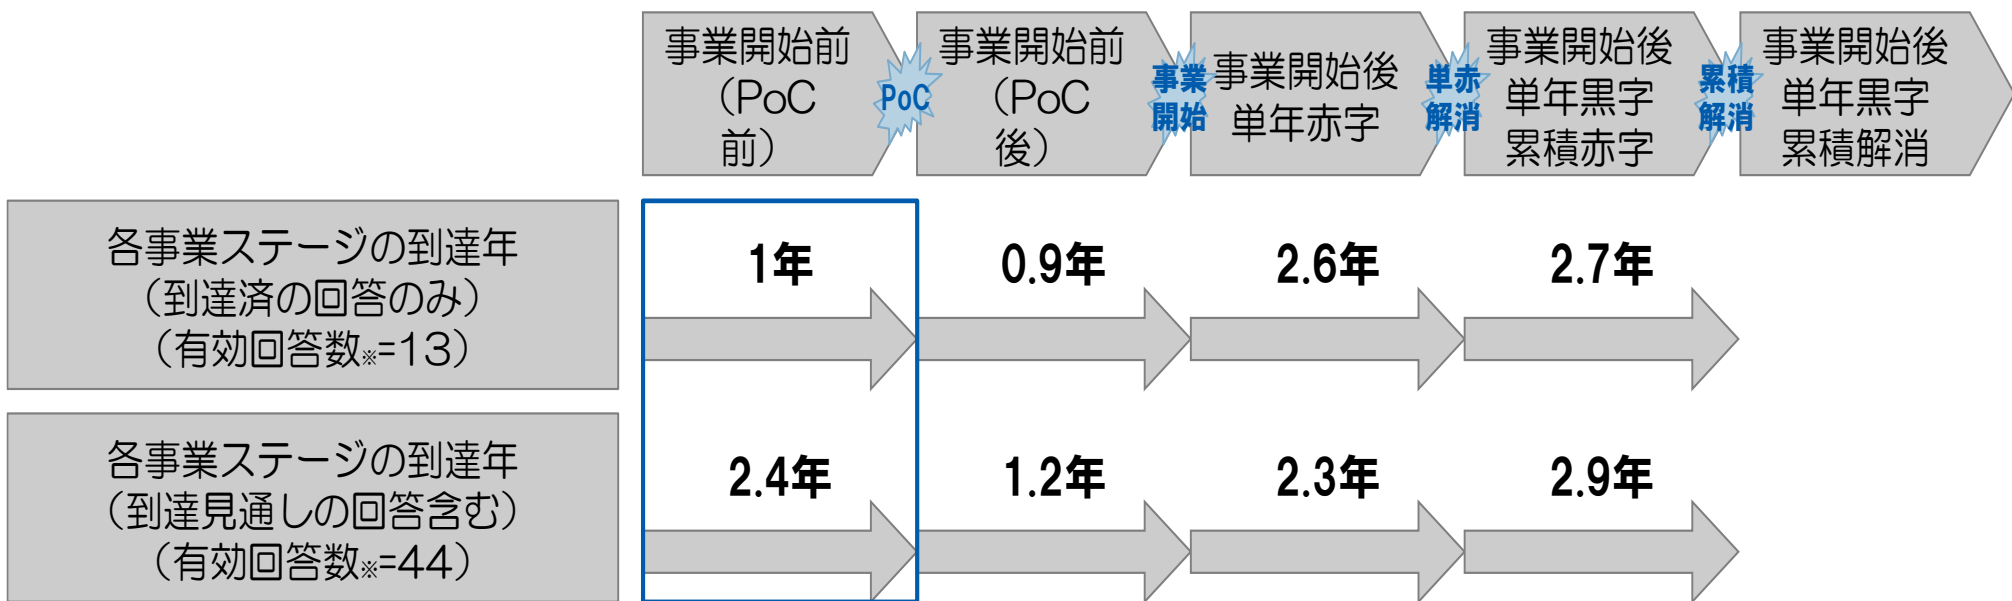 事業開始前
（PoC
前）
PoC
事業開始前
（PoC
後）
事業
開始
事業開始後
単年赤字
単赤
解消
事業開始後
単年黒字
累積赤字
累積
解消
事業開始後
単年黒字
累積解消
各事業ステージの到達年
（到達済の回答のみ）
（有効回答数※=13）
1年
0.9年
2.6年
2.7年
各事業ステージの到達年
（到達見通しの回答含む）
（有効回答数※=44）
2.4年
1.2年
2.3年
2.9年